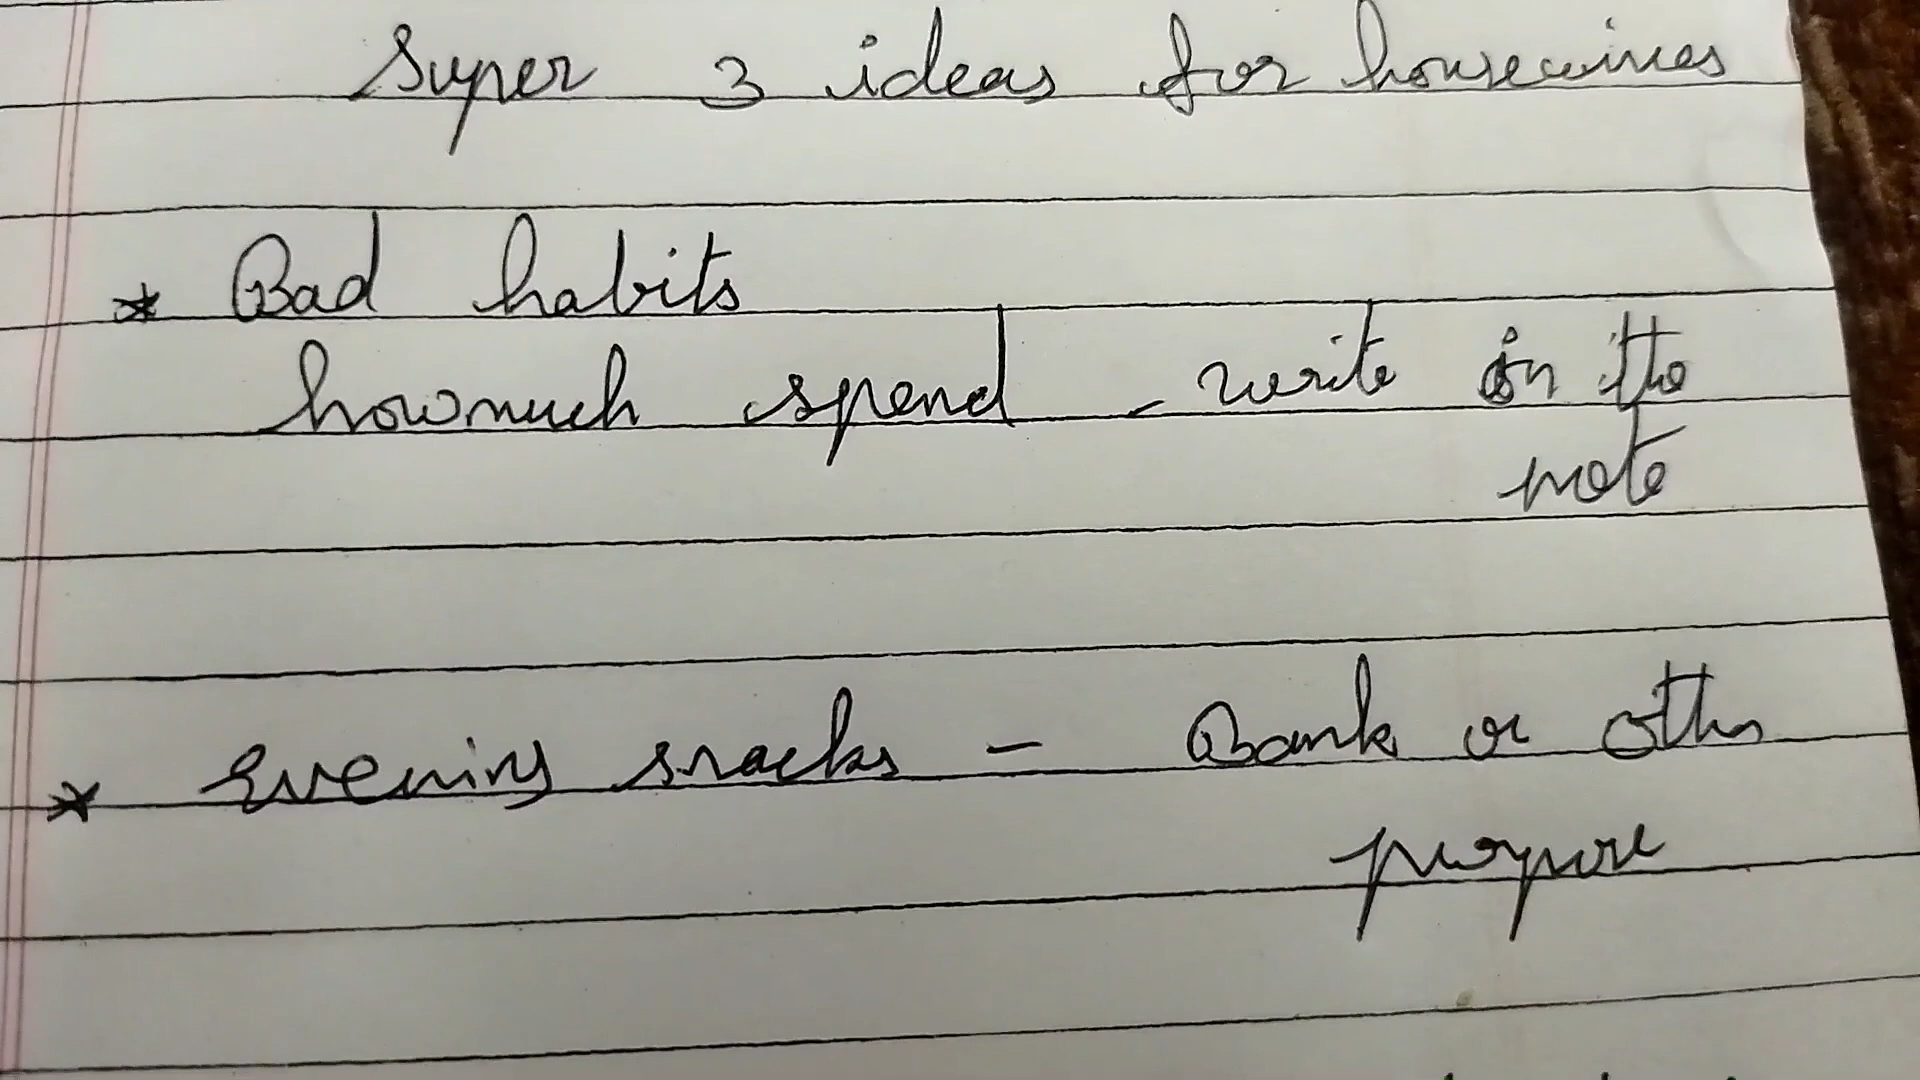 Super 3 ideas for housewives
* Bad habits
howmuch spend - write in the
note
* Evening snacks - Bank or other
purpose